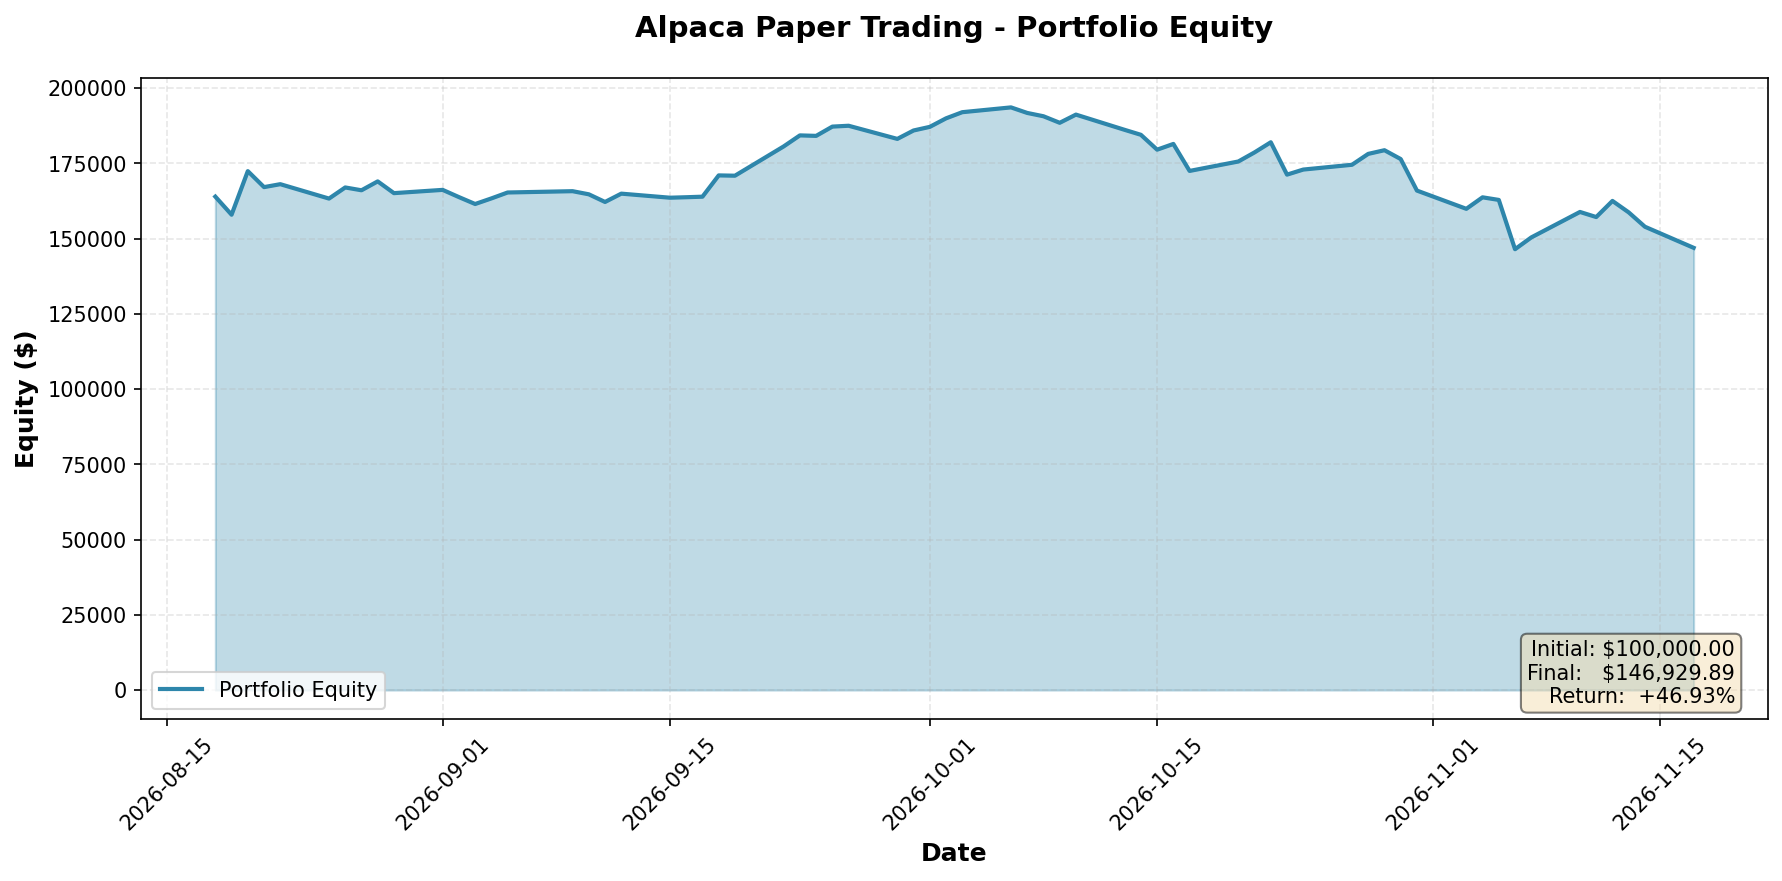 Alpaca Paper Trading - Portfolio Equity
Equity ($)
200000
175000
150000
125000
100000
75000
50000
25000
0
Portfolio Equity
Initial: $100,000.00
Final: $146,929.89
Return: +46.93%
2026-08-15
2026-09-01
2026-09-15
2026-10-01
2026-10-15
2026-11-01
2026-11-15
Date